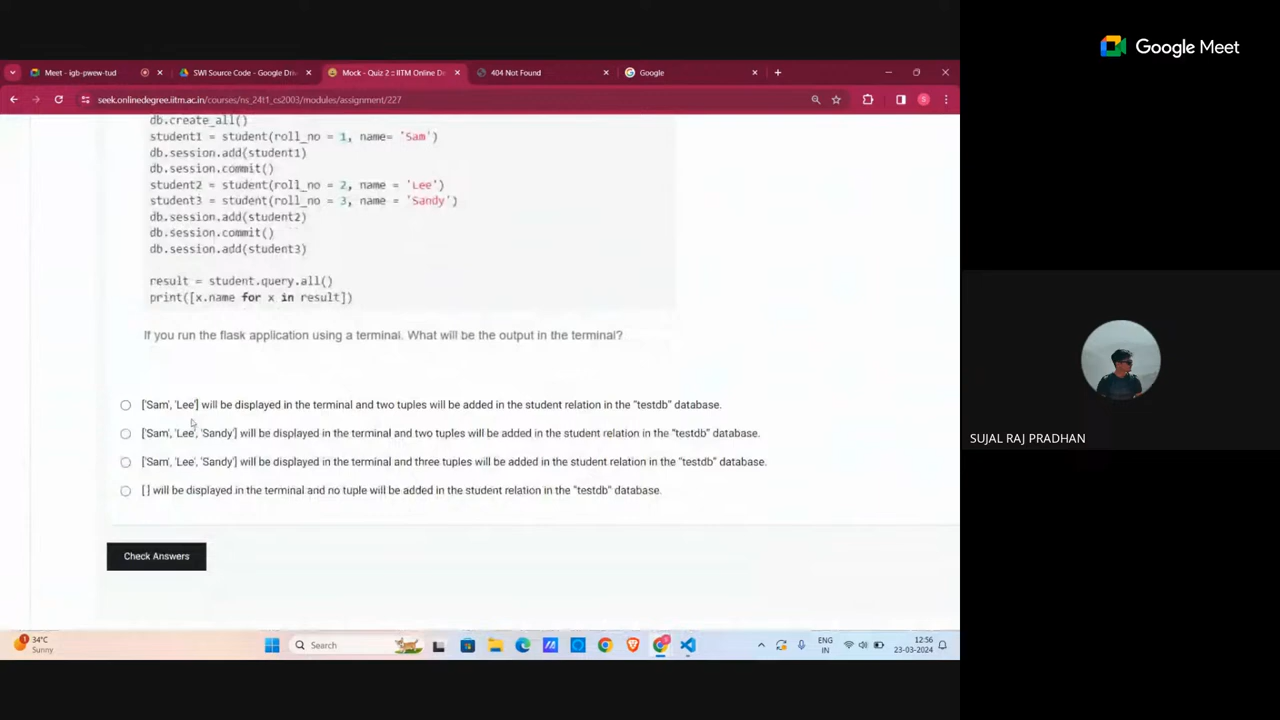 Google Meet
Meet - igb-pwew-tud
SWI Source Code - Google Driv
Mock - Quiz 2 :: IITM Online De
404 Not Found
Google
seek.onlinedegree.iitm.ac.in/courses/ns_24t1_cs2003/modules/assignment/227
db.create_all()
student1 = student(roll_no = 1, name= 'Sam')
db.session.add(student1)
db.session.commit()
student2 = student(roll_no = 2, name = 'Lee')
student3 = student(roll_no = 3, name = 'Sandy')
db.session.add(student2)
db.session.commit()
db.session.add(student3)
result = student.query.all()
print([x.name for x in result])
If you run the flask application using a terminal. What will be the output in the terminal?
['Sam', 'Lee'] will be displayed in the terminal and two tuples will be added in the student relation in the "testdb" database.
['Sam', 'Lee', 'Sandy'] will be displayed in the terminal and two tuples will be added in the student relation in the "testdb" database.
['Sam', 'Lee', 'Sandy'] will be displayed in the terminal and three tuples will be added in the student relation in the "testdb" database.
[ ] will be displayed in the terminal and no tuple will be added in the student relation in the "testdb" database.
Check Answers
SUJAL RAJ PRADHAN
34°C
Sunny
Search
ENG
IN
12:56
23-03-2024